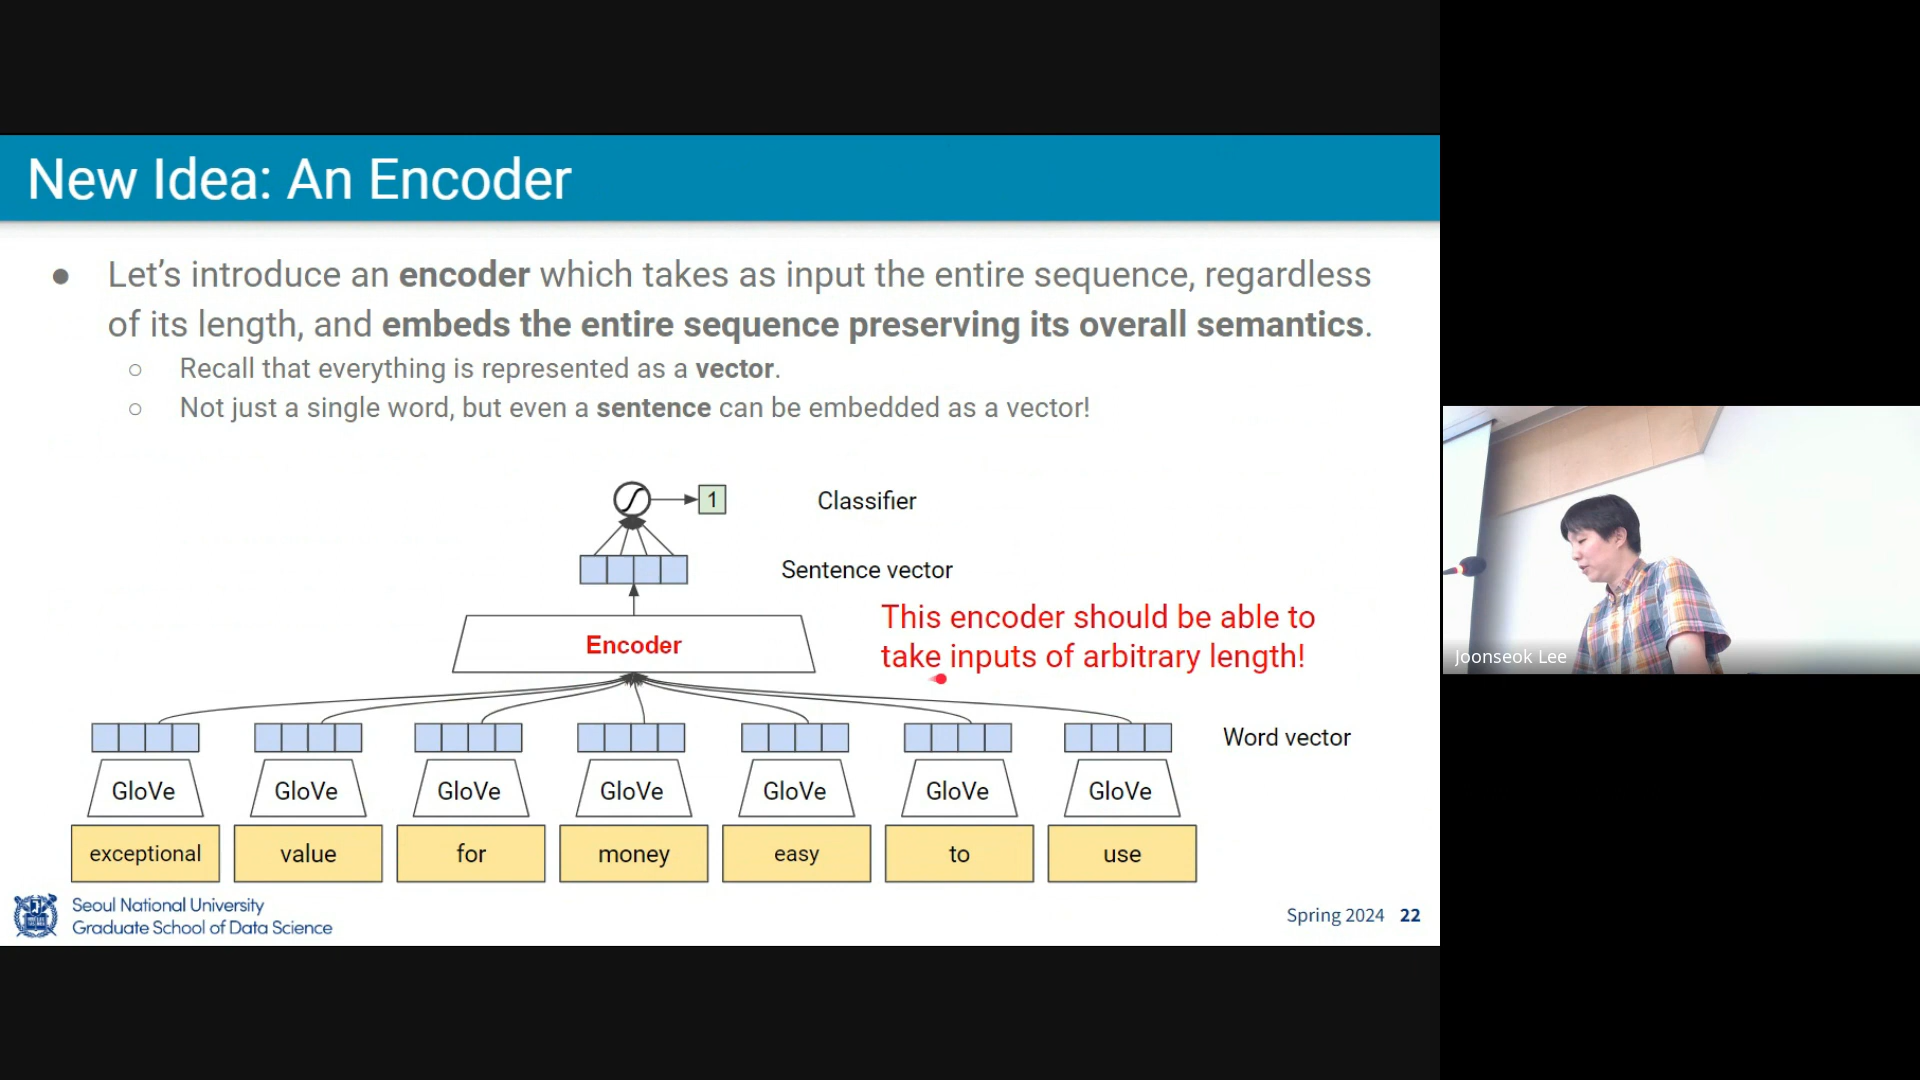 New Idea: An Encoder
● Let's introduce an encoder which takes as input the entire sequence, regardless
of its length, and embeds the entire sequence preserving its overall semantics.
○ Recall that everything is represented as a vector.
○ Not just a single word, but even a sentence can be embedded as a vector!
1 Classifier
Sentence vector
This encoder should be able to
take inputs of arbitrary length!
Encoder
Word vector
GloVe GloVe GloVe GloVe GloVe GloVe GloVe
exceptional value for money easy to use
Seoul National University
Graduate School of Data Science
Spring 2024 22
Joonseok Lee